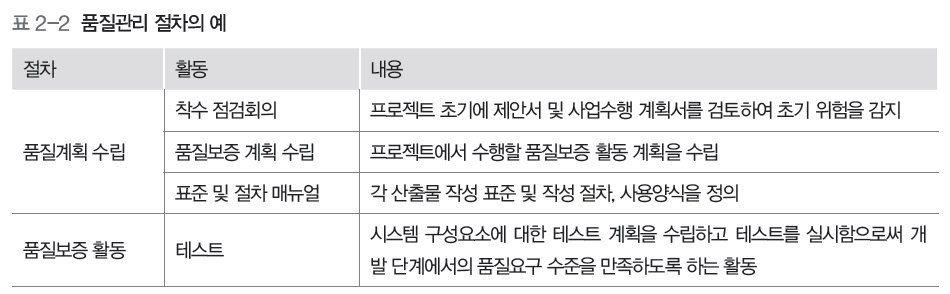 표 2-2 품질관리 절차의 예
절차 활동 내용
착수 점검회의 프로젝트 초기에 제안서 및 사업수행 계획서를 검토하여 초기 위험을 감지
품질계획 수립 품질보증 계획 수립 프로젝트에서 수행할 품질보증 활동 계획을 수립
표준 및 절차 매뉴얼 각 산출물 작성 표준 및 작성 절차, 사용양식을 정의
품질보증 활동 테스트 시스템 구성요소에 대한 테스트 계획을 수립하고 테스트를 실시함으로써 개
발 단계에서의 품질요구 수준을 만족하도록 하는 활동